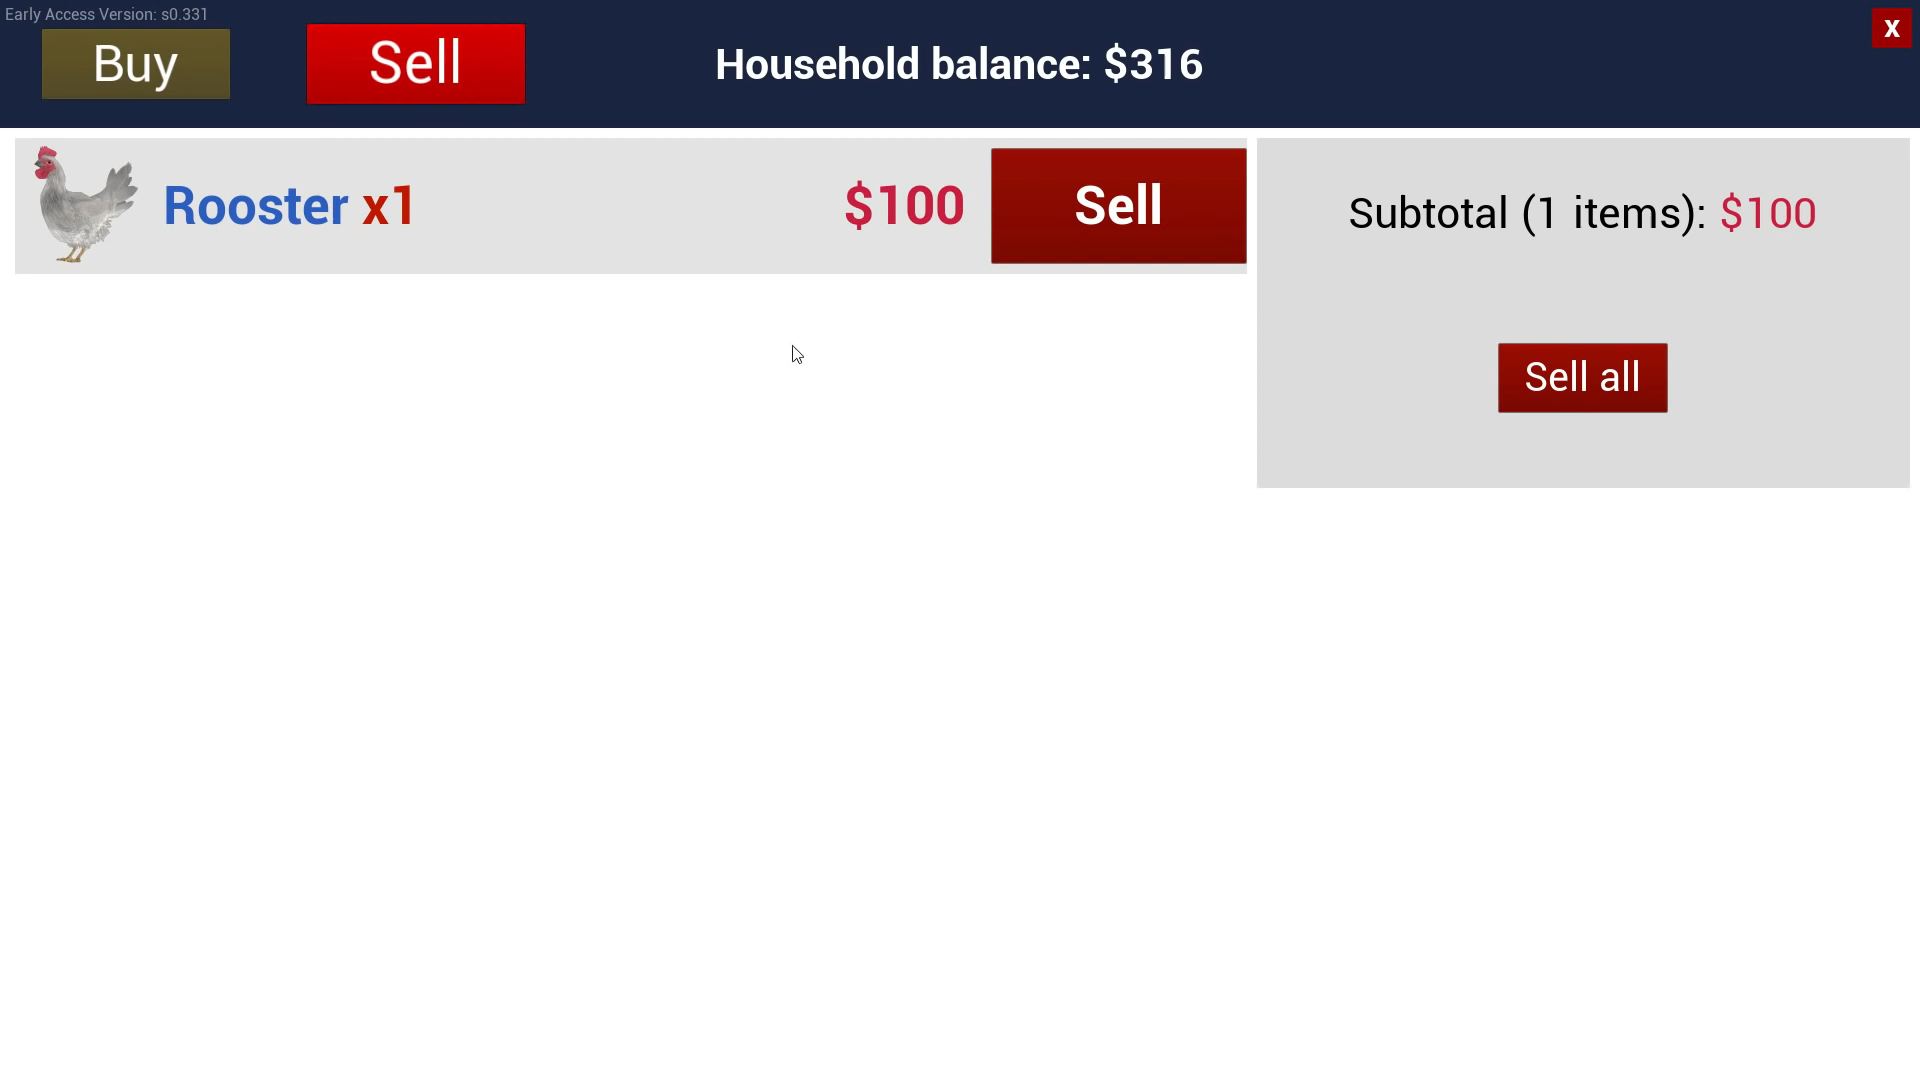 Early Access Version: s0.331
Buy
Sell
Household balance: $316
X
Rooster x1
$100
Sell
Subtotal (1 items): $100
Sell all